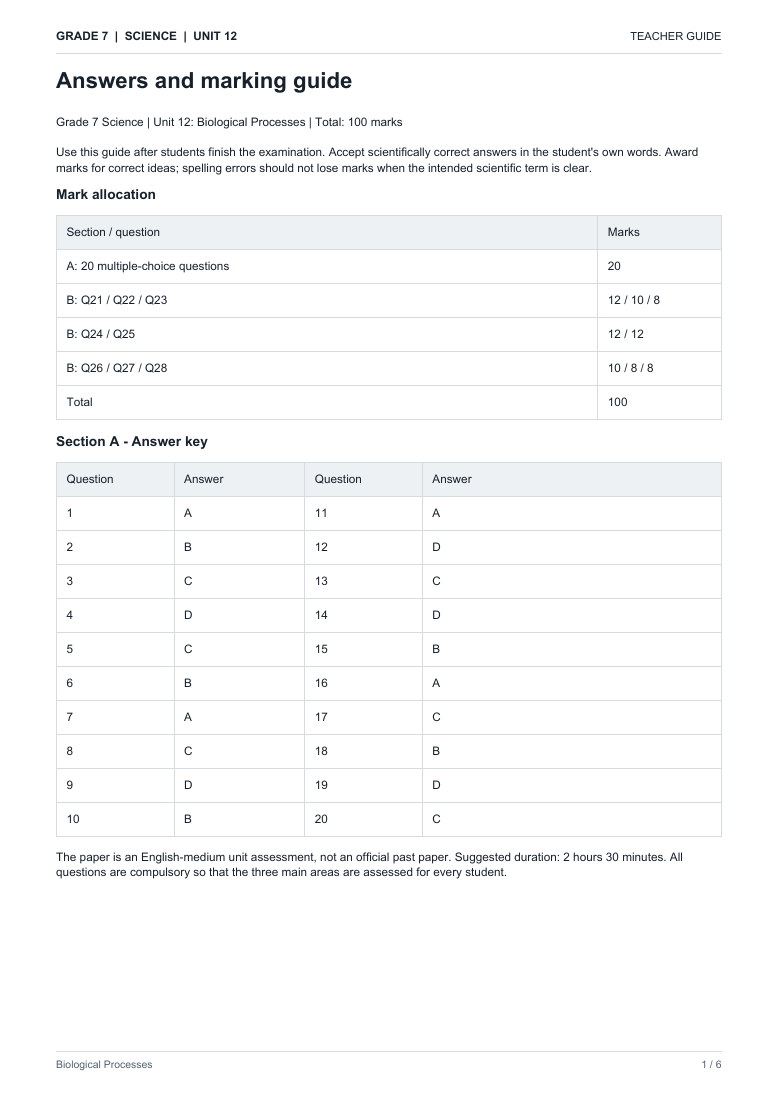 GRADE 7 | SCIENCE | UNIT 12
TEACHER GUIDE
Answers and marking guide
Grade 7 Science | Unit 12: Biological Processes | Total: 100 marks
Use this guide after students finish the examination. Accept scientifically correct answers in the student's own words. Award
marks for correct ideas; spelling errors should not lose marks when the intended scientific term is clear.
Mark allocation
Section / question Marks
A: 20 multiple-choice questions 20
B: Q21 / Q22 / Q23 12 / 10 / 8
B: Q24 / Q25 12 / 12
B: Q26 / Q27 / Q28 10 / 8 / 8
Total 100
Section A - Answer key
Question Answer Question Answer
1 A 11 A
2 B 12 D
3 C 13 C
4 D 14 D
5 C 15 B
6 B 16 A
7 A 17 C
8 C 18 B
9 D 19 D
10 B 20 C
The paper is an English-medium unit assessment, not an official past paper. Suggested duration: 2 hours 30 minutes. All
questions are compulsory so that the three main areas are assessed for every student.
Biological Processes
1 / 6